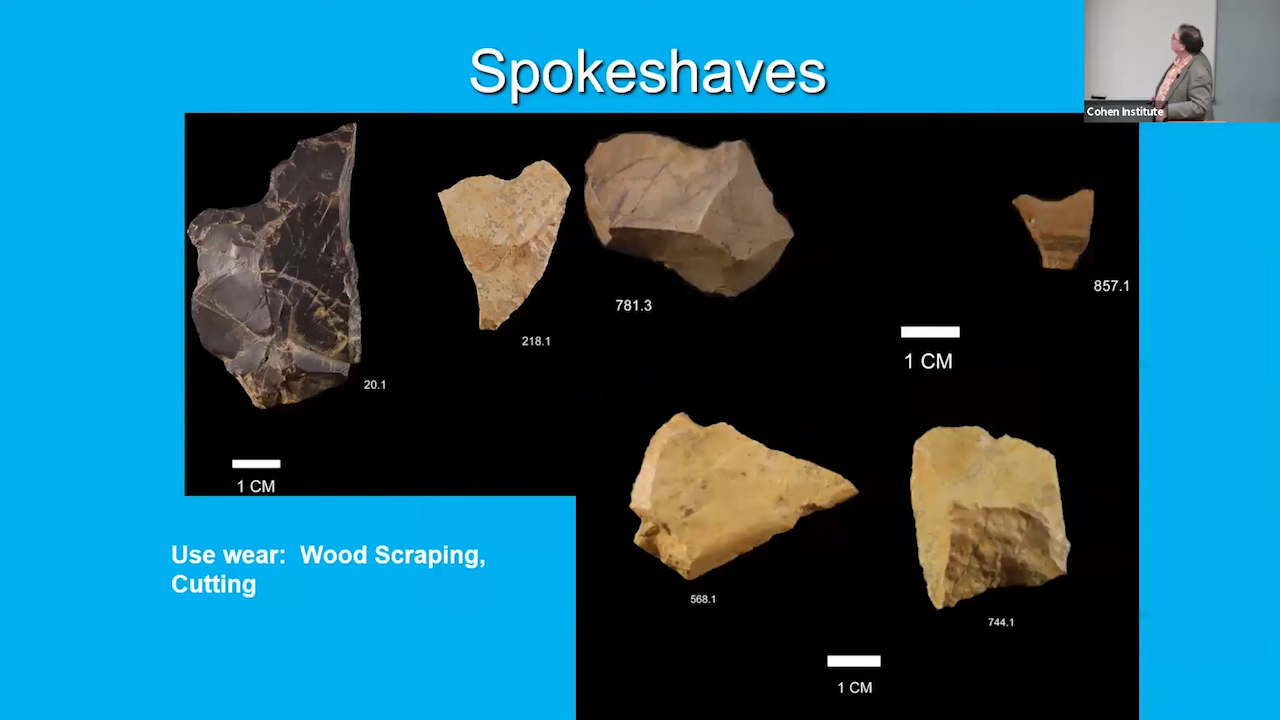 Spokeshaves
Cohen Institute
20.1
218.1
781.3
857.1
1 CM
1 CM
568.1
744.1
1 CM
Use wear:  Wood Scraping,
Cutting